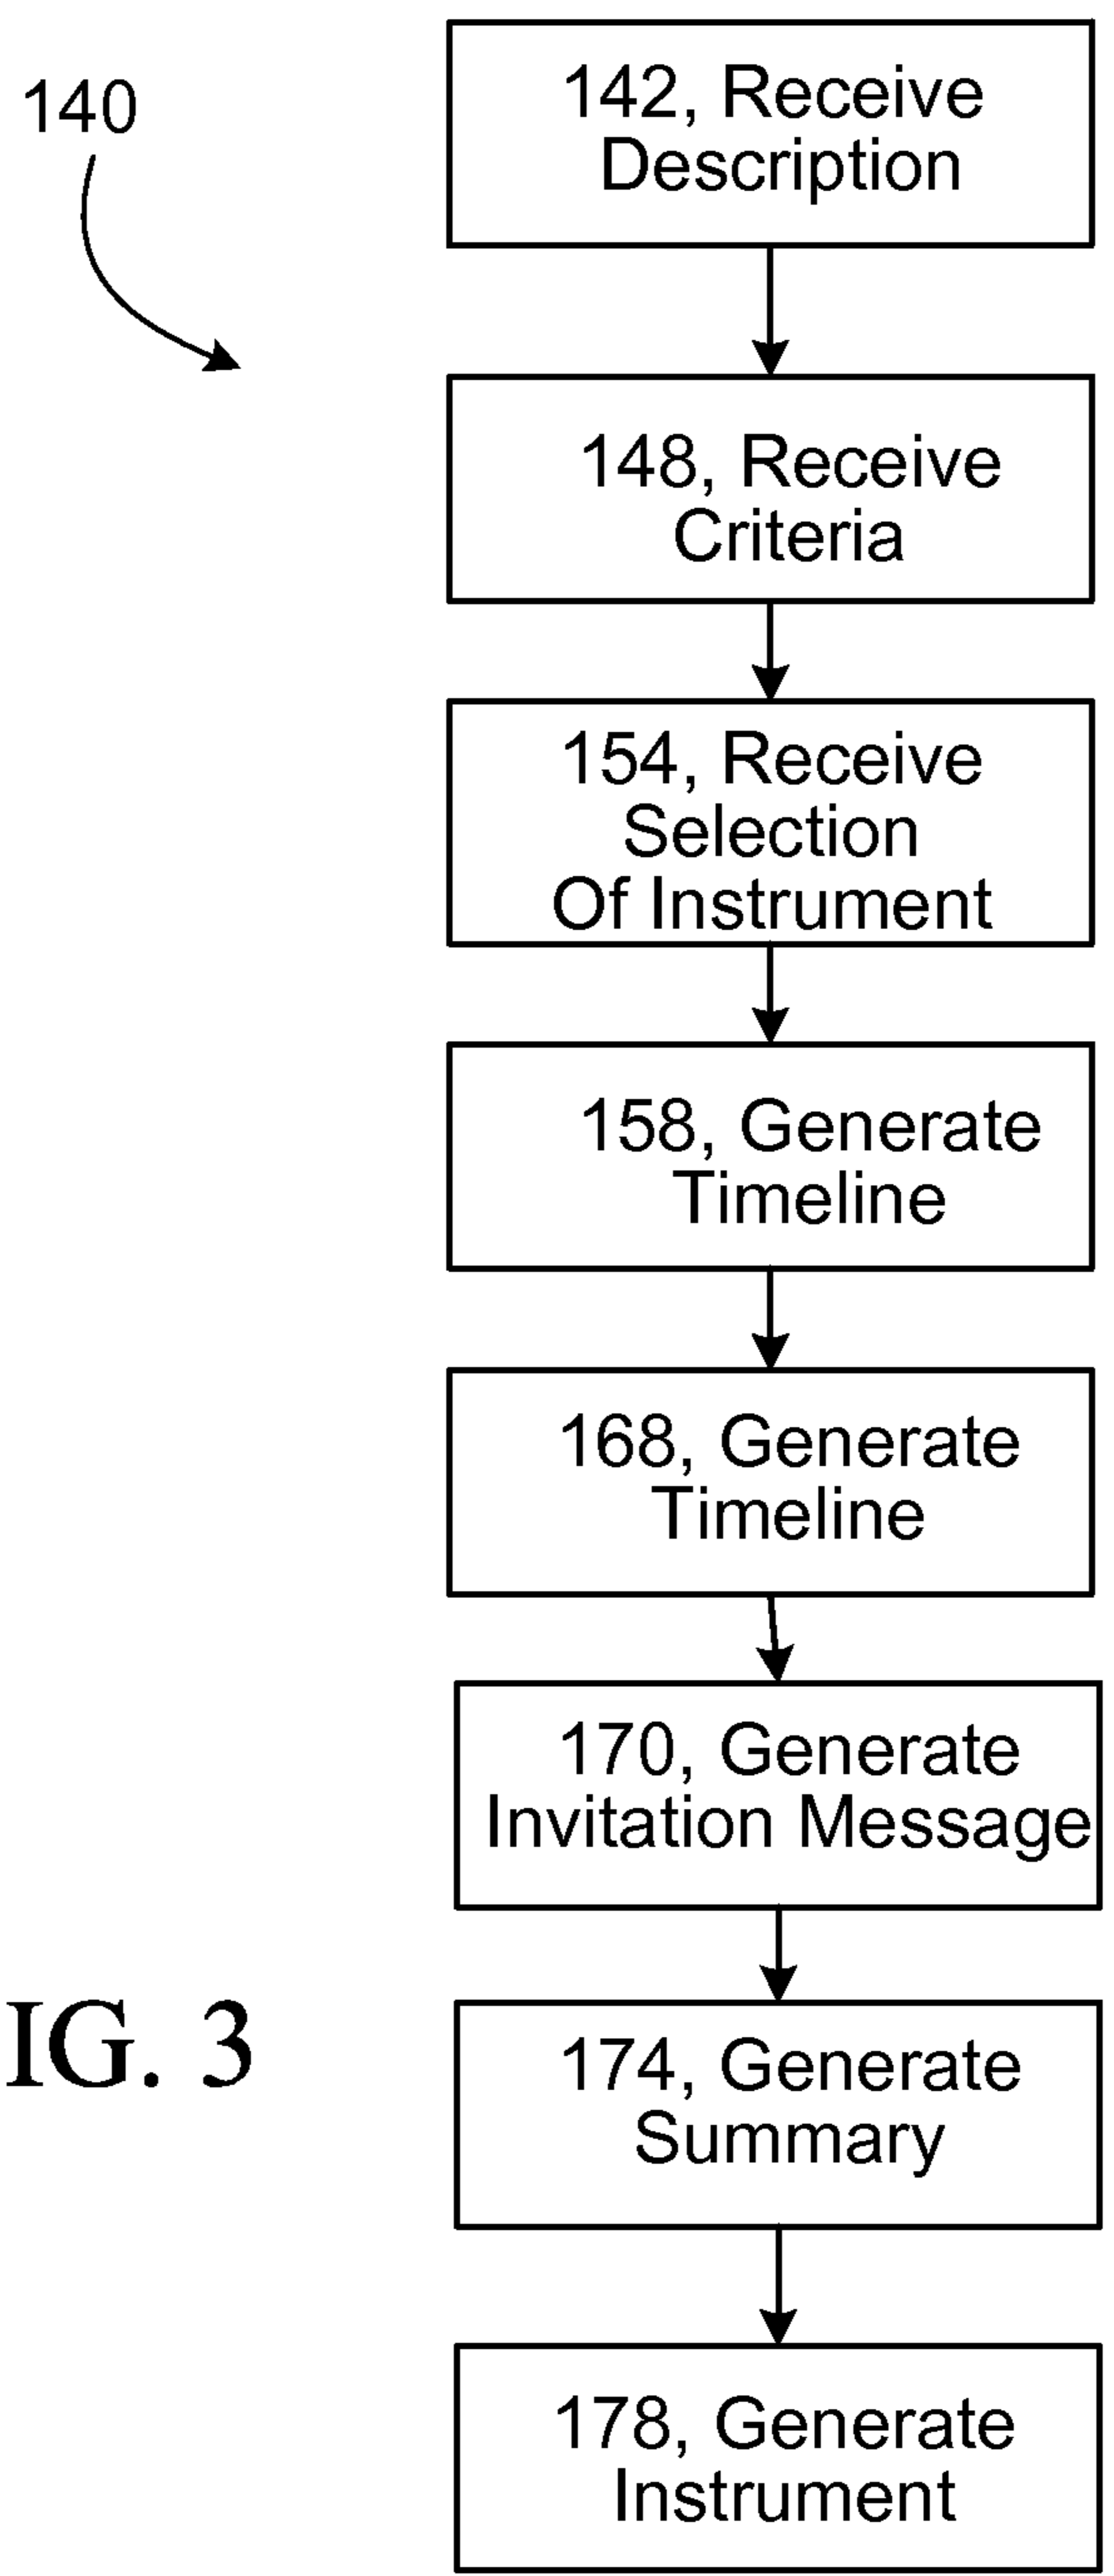 140
142, Receive
Description
148, Receive
Criteria
154, Receive
Selection
Of Instrument
158, Generate
Timeline
168, Generate
Timeline
170, Generate
Invitation Message
174, Generate
Summary
IG. 3
178, Generate
Instrument